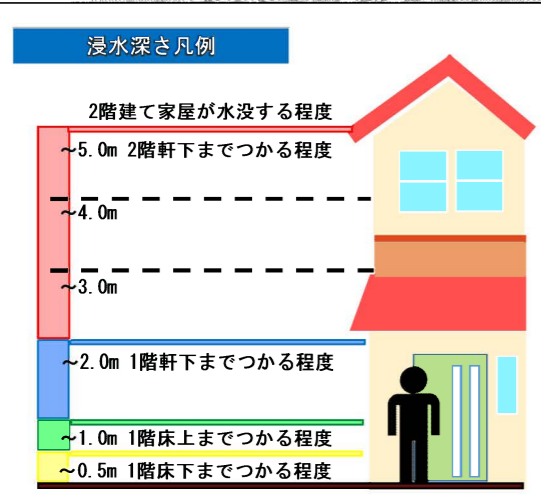 浸水深さ凡例
2階建て家屋が水没する程度
～5.0m 2階軒下までつかる程度
～4.0m
～3.0m
～2.0m 1階軒下までつかる程度
～1.0m 1階床上までつかる程度
～0.5m 1階床下までつかる程度